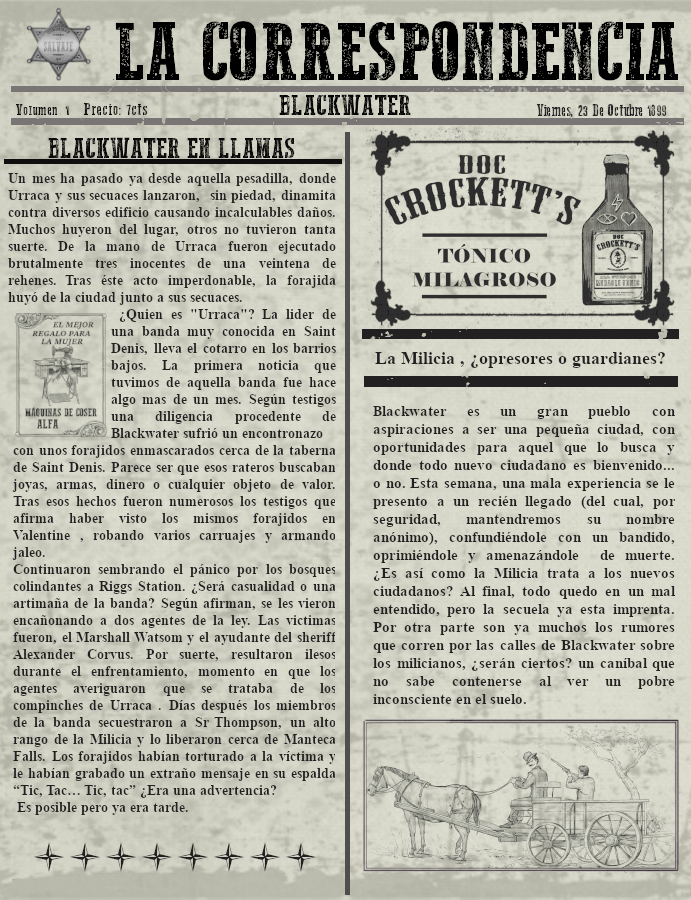 SALVAJE
LA CORRESPONDENCIA
Volumen 1 Precio: 7cts
BLACKWATER
Viernes, 23 De Octubre 1899
BLACKWATER EN LLAMAS
Un mes ha pasado ya desde aquella pesadilla, donde
Urraca y sus secuaces lanzaron, sin piedad, dinamita
contra diversos edificio causando incalculables daños.
Muchos huyeron del lugar, otros no tuvieron tanta
suerte. De la mano de Urraca fueron ejecutado
brutalmente tres inocentes de una veintena de
rehenes. Tras éste acto imperdonable, la forajida
huyó de la ciudad junto a sus secuaces.
¿Quien es "Urraca"? La lider de
una banda muy conocida en Saint
Denis, lleva el cotarro en los barrios
bajos. La primera noticia que
tuvimos de aquella banda fue hace
algo mas de un mes. Según testigos
una diligencia procedente de
Blackwater sufrió un encontronazo
EL MEJOR
REGALO PARA
LA MUJER
MÁQUINAS DE COSER
ALFA
con unos forajidos enmascarados cerca de la taberna
de Saint Denis. Parece ser que esos rateros buscaban
joyas, armas, dinero o cualquier objeto de valor.
Tras esos hechos fueron numerosos los testigos que
afirma haber visto los mismos forajidos en
Valentine , robando varios carruajes y armando
jaleo.
Continuaron sembrando el pánico por los bosques
colindantes a Riggs Station. ¿Será casualidad o una
artimaña de la banda? Según afirman, se les vieron
encañonando a dos agentes de la ley. Las victimas
fueron, el Marshall Watsom y el ayudante del sheriff
Alexander Corvus. Por suerte, resultaron ilesos
durante el enfrentamiento, momento en que los
agentes averiguaron que se trataba de los
compinches de Urraca . Días después los miembros
de la banda secuestraron a Sr Thompson, un alto
rango de la Milicia y lo liberaron cerca de Manteca
Falls. Los forajidos habían torturado a la víctima y
le habían grabado un extraño mensaje en su espalda
“Tic, Tac… Tic, tac” ¿Era una advertencia?
Es posible pero ya era tarde.
DOC
CROCKETT'S
TÓNICO
MILAGROSO
DOC
CROCKETT'S
La Milicia , ¿opresores o guardianes?
Blackwater es un gran pueblo con
aspiraciones a ser una pequeña ciudad, con
oportunidades para aquel que lo busca y
donde todo nuevo ciudadano es bienvenido...
o no. Esta semana, una mala experiencia se le
presento a un recién llegado (del cual, por
seguridad, mantendremos su nombre
anónimo), confundiéndole con un bandido,
oprimiéndole y amenazándole de muerte.
¿Es así como la Milicia trata a los nuevos
ciudadanos? Al final, todo quedo en un mal
entendido, pero la secuela ya esta imprenta.
Por otra parte son ya muchos los rumores
que corren por las calles de Blackwater sobre
los milicianos, ¿serán ciertos? un caníbal que
no sabe contenerse al ver un pobre
inconsciente en el suelo.